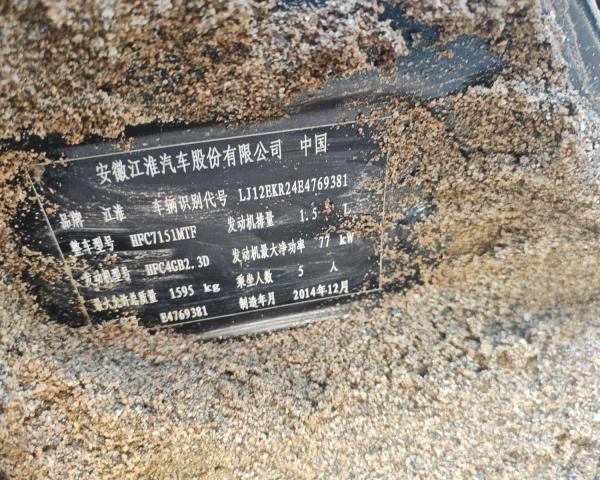 安徽江淮汽车股份有限公司 中国
品牌 江淮 车辆识别代号 LJ12EKR24E4769381
整车型号 HFC7151MTF 发动机排量 1.5 L
发动机型号 HFC4GB2.3D 发动机最大净功率 77 kW
最大允许总质量 1595 kg 乘坐人数 5 人
E4769381 制造年月 2014年12月